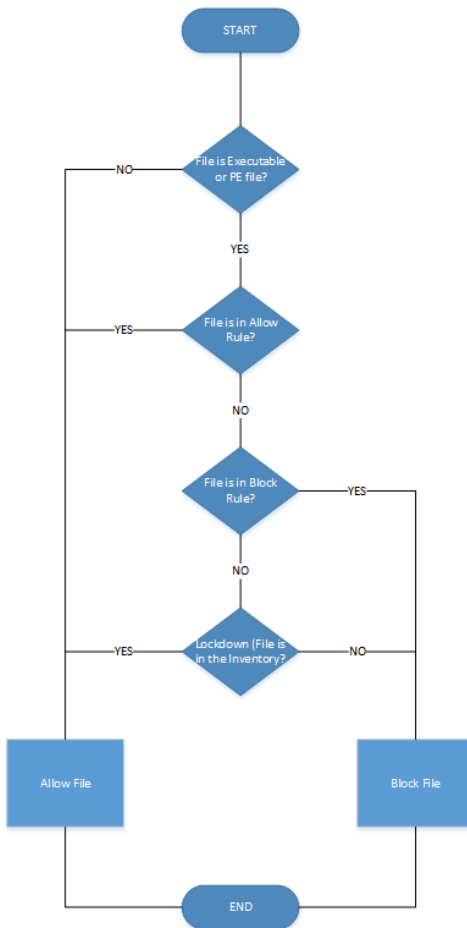 START
File is Executable
or PE file?
NO
YES
File is in Allow
Rule?
YES
NO
File is in Block
Rule?
YES
NO
Lockdown (File is
in the Inventory?
YES
NO
Allow File
Block File
END